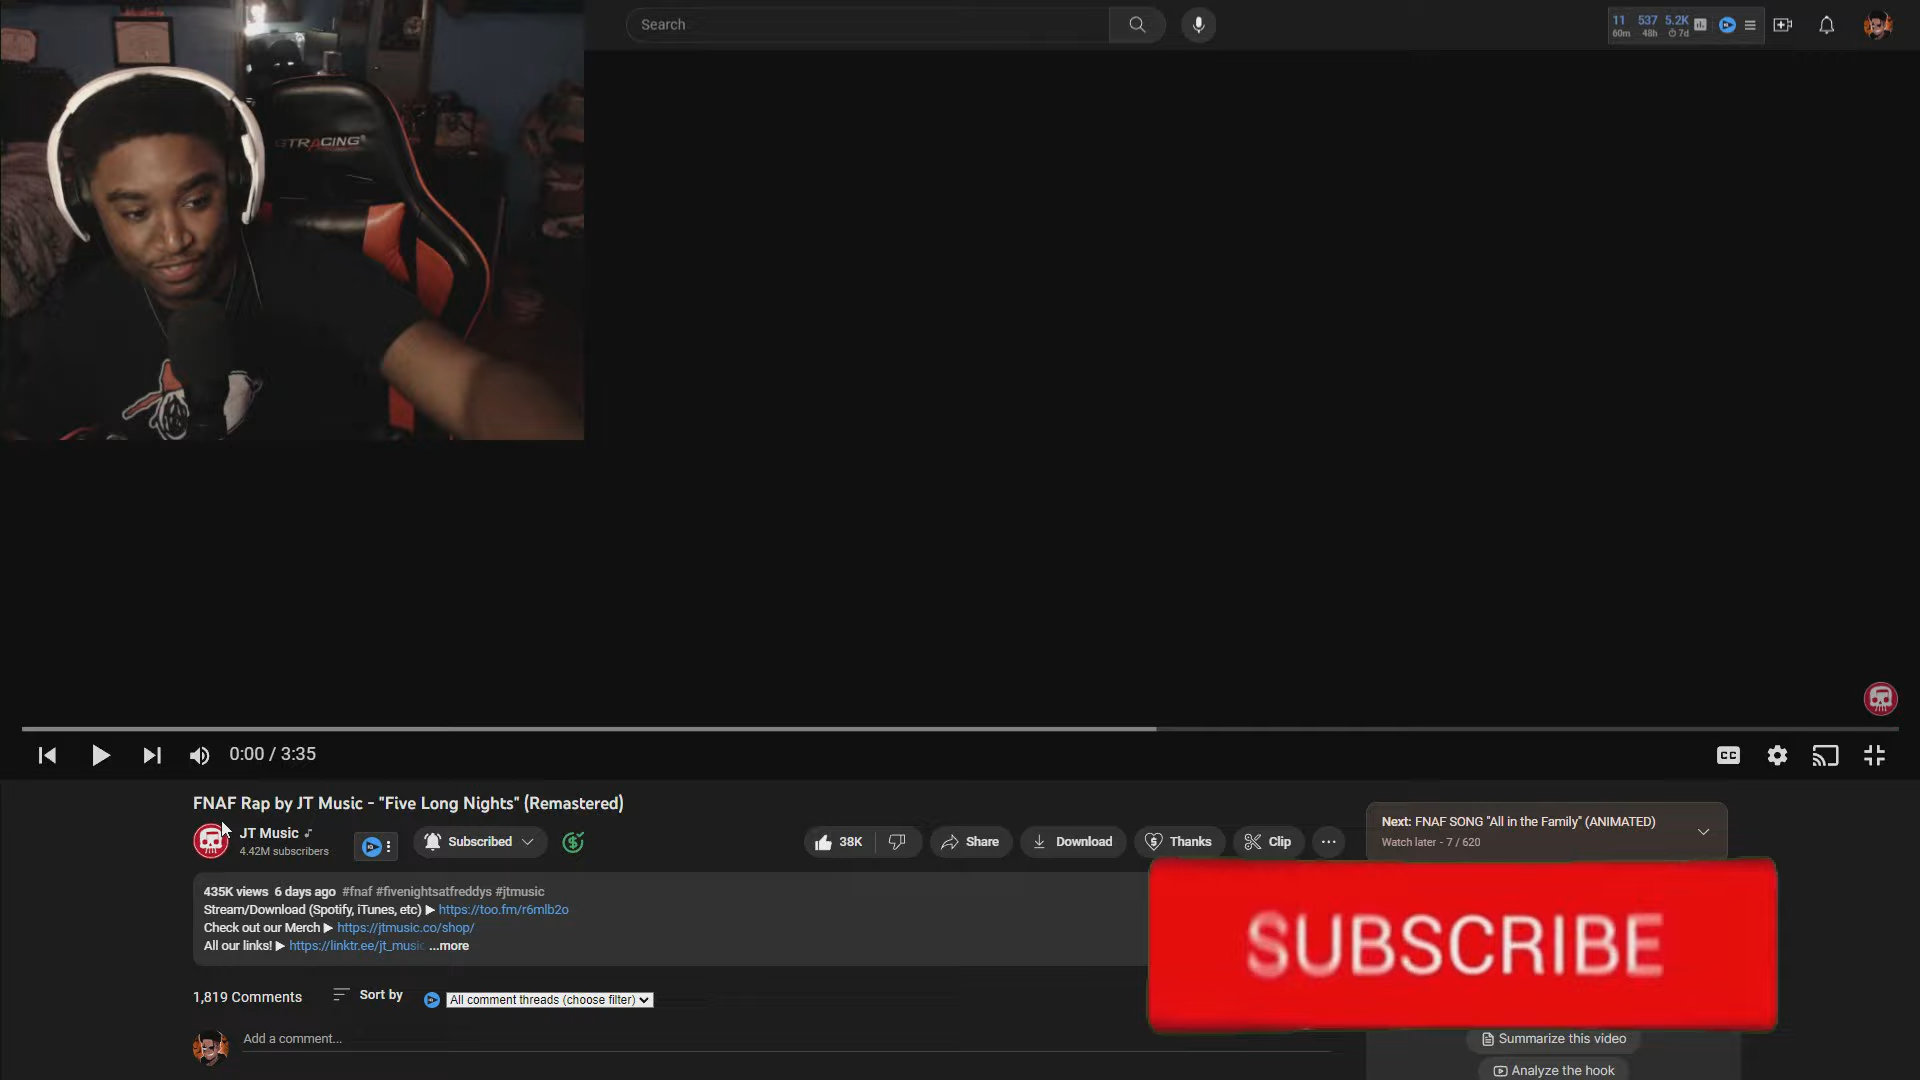 Search
11 537 5.2K
60m 48h 7d
GTRACING
0:00 / 3:35
CC
FNAF Rap by JT Music - "Five Long Nights" (Remastered)
JT Music
4.42M subscribers
Subscribed
38K
Share
Download
Thanks
Clip
Next: FNAF SONG "All in the Family" (ANIMATED)
Watch later - 7 / 620
435K views 6 days ago #fnaf #fivenightsatfreddys #jtmusic
Stream/Download (Spotify, iTunes, etc) ▶ https://too.fm/r6mlb2o
Check out our Merch ▶ https://jtmusic.co/shop/
All our links! ▶ https://linktr.ee/jt_music ...more
SUBSCRIBE
1,819 Comments
Sort by
All comment threads (choose filter)
Add a comment...
Summarize this video
Analyze the hook